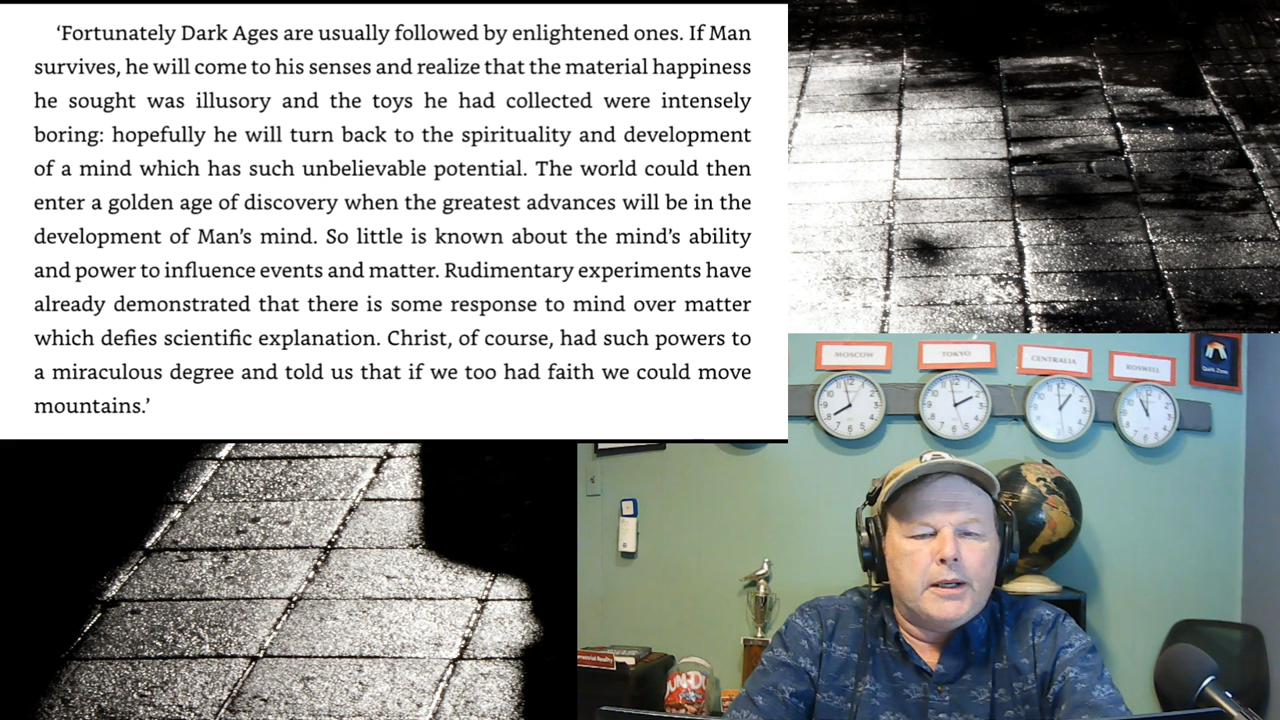 ‘Fortunately Dark Ages are usually followed by enlightened ones. If Man
survives, he will come to his senses and realize that the material happiness
he sought was illusory and the toys he had collected were intensely
boring: hopefully he will turn back to the spirituality and development
of a mind which has such unbelievable potential. The world could then
enter a golden age of discovery when the greatest advances will be in the
development of Man’s mind. So little is known about the mind’s ability
and power to influence events and matter. Rudimentary experiments have
already demonstrated that there is some response to mind over matter
which defies scientific explanation. Christ, of course, had such powers to
a miraculous degree and told us that if we too had faith we could move
mountains.’
MOSCOW
TOKYO
CENTRALIA
ROSWELL